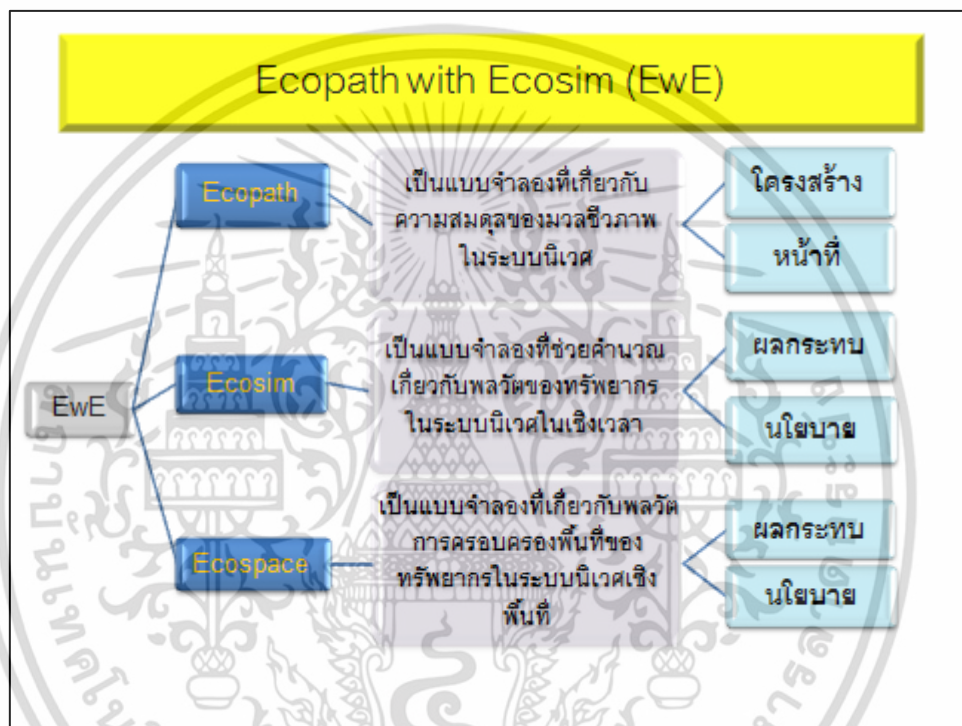 Ecopath with Ecosim (EwE)
EwE
Ecopath
เป็นแบบจำลองที่เกี่ยวกับ
ความสมดุลของมวลชีวภาพ
ในระบบนิเวศ
โครงสร้าง
หน้าที่
Ecosim
เป็นแบบจำลองที่ช่วยคำนวณ
เกี่ยวกับพลวัตของทรัพยากร
ในระบบนิเวศในเชิงเวลา
ผลกระทบ
นโยบาย
Ecospace
เป็นแบบจำลองที่เกี่ยวกับพลวัต
การครอบครองพื้นที่ของ
ทรัพยากรในระบบนิเวศเชิง
พื้นที่
ผลกระทบ
นโยบาย